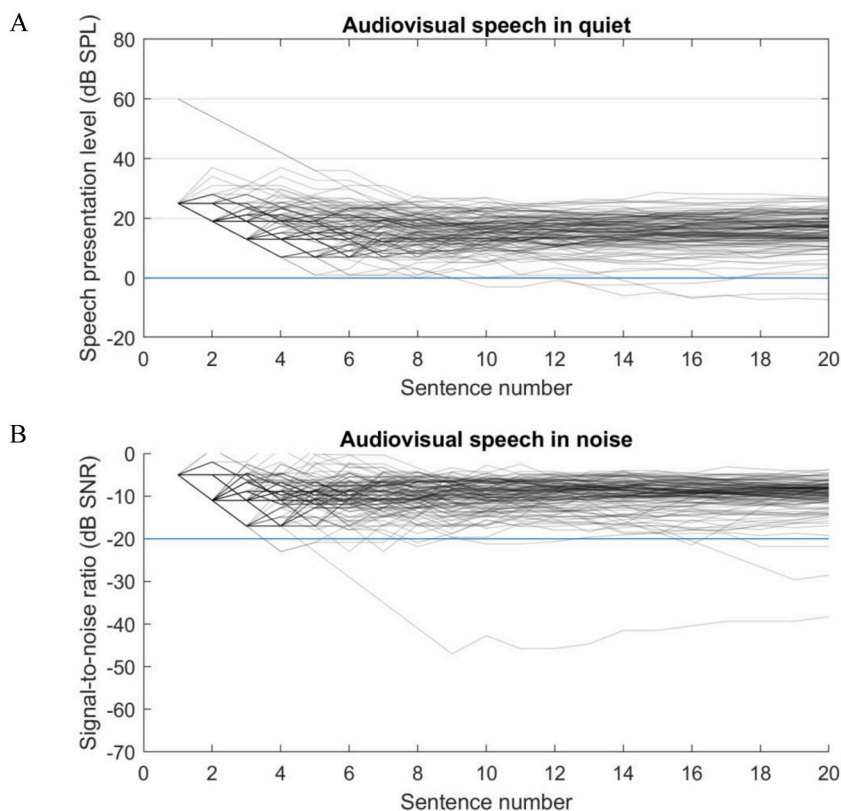 A
Audiovisual speech in quiet
Speech presentation level (dB SPL)
80
60
40
20
0
-20
0 2 4 6 8 10 12 14 16 18 20
Sentence number
B
Audiovisual speech in noise
Signal-to-noise ratio (dB SNR)
0
-10
-20
-30
-40
-50
-60
-70
0 2 4 6 8 10 12 14 16 18 20
Sentence number